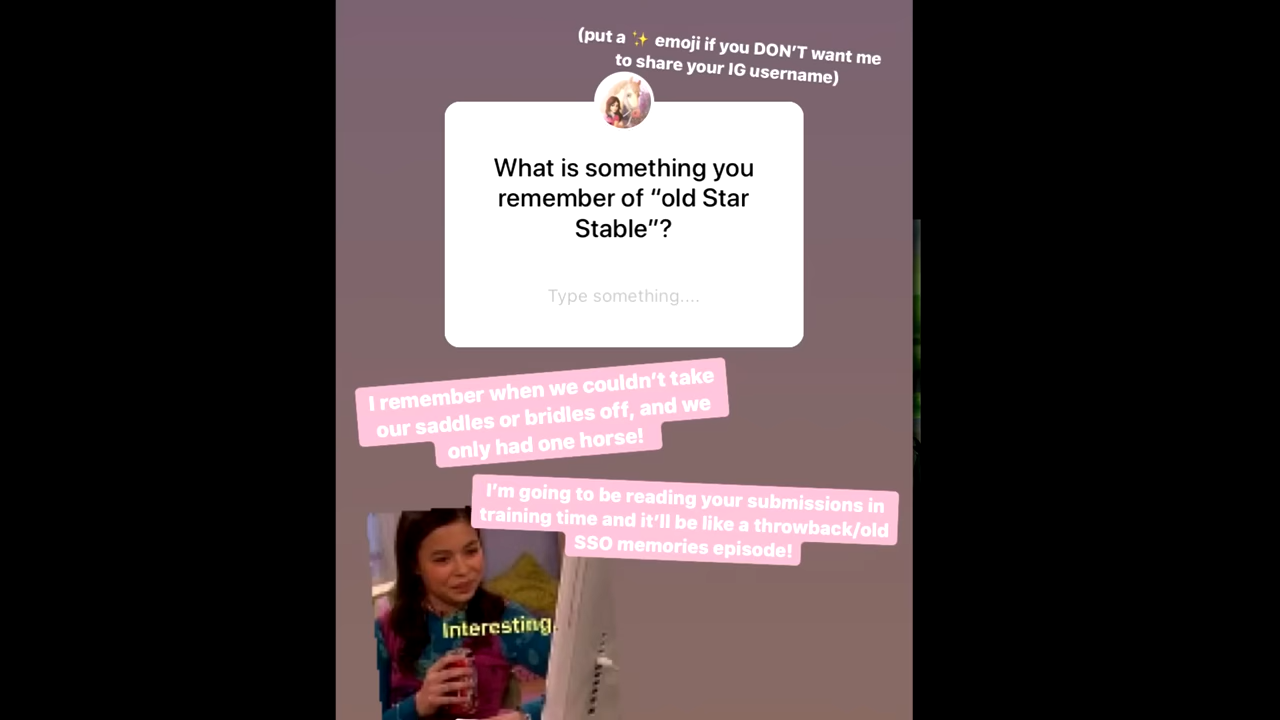 (put a ✨ emoji if you DON'T want me
to share your IG username)
What is something you
remember of "old Star
Stable"?
Type something....
I remember when we couldn't take
our saddles or bridles off, and we
only had one horse!
I'm going to be reading your submissions in
training time and it'll be like a throwback/old
SSO memories episode!
Interesting.